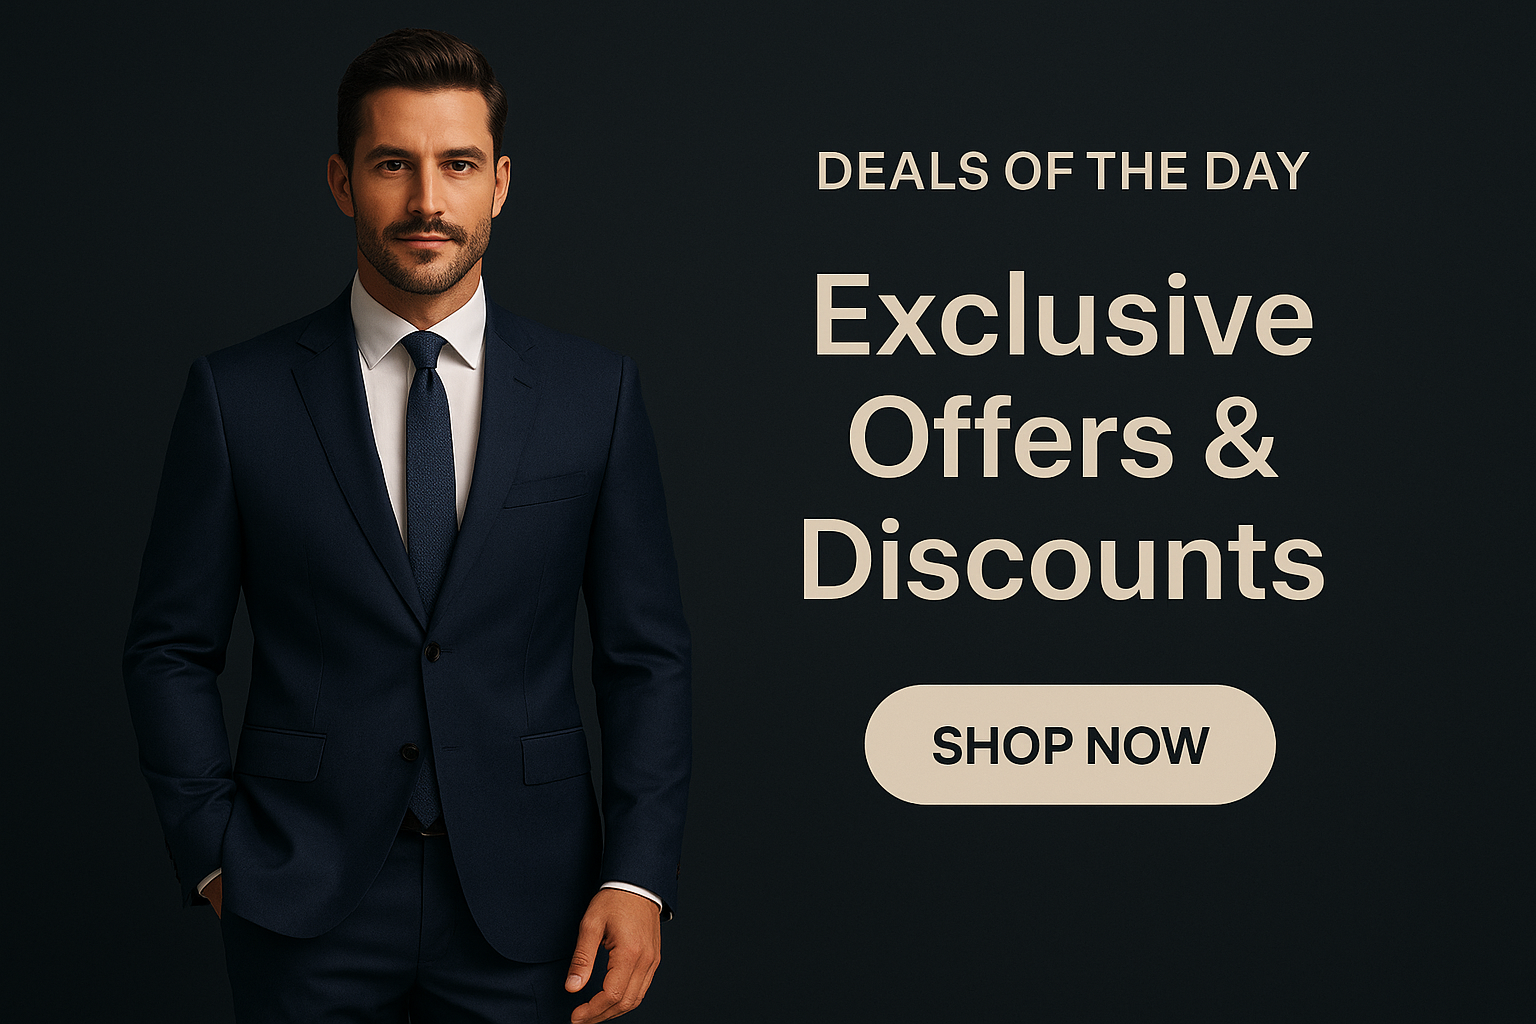 DEALS OF THE DAY
Exclusive
Offers &
Discounts
SHOP NOW